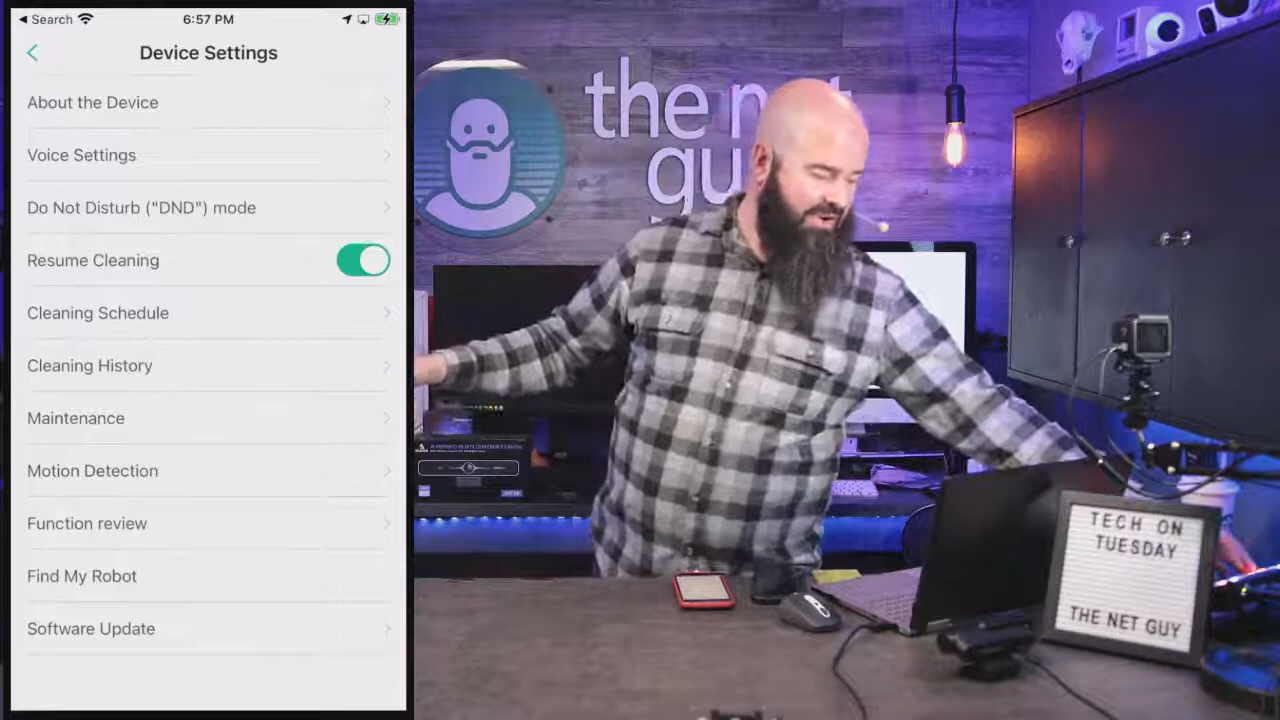 Search
6:57 PM
Device Settings
About the Device
Voice Settings
Do Not Disturb ("DND") mode
Resume Cleaning
Cleaning Schedule
Cleaning History
Maintenance
Motion Detection
Function review
Find My Robot
Software Update
the n
gu
TECH ON
TUESDAY
THE NET GUY